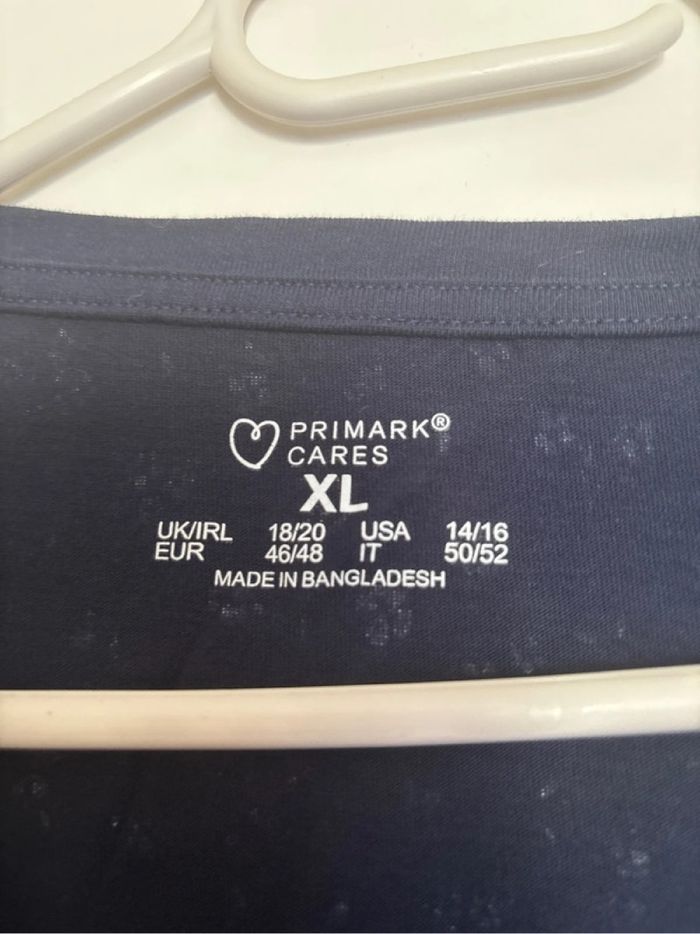 PRIMARK®
CARES
XL
UK/IRL 18/20 USA 14/16
EUR 46/48 IT 50/52
MADE IN BANGLADESH